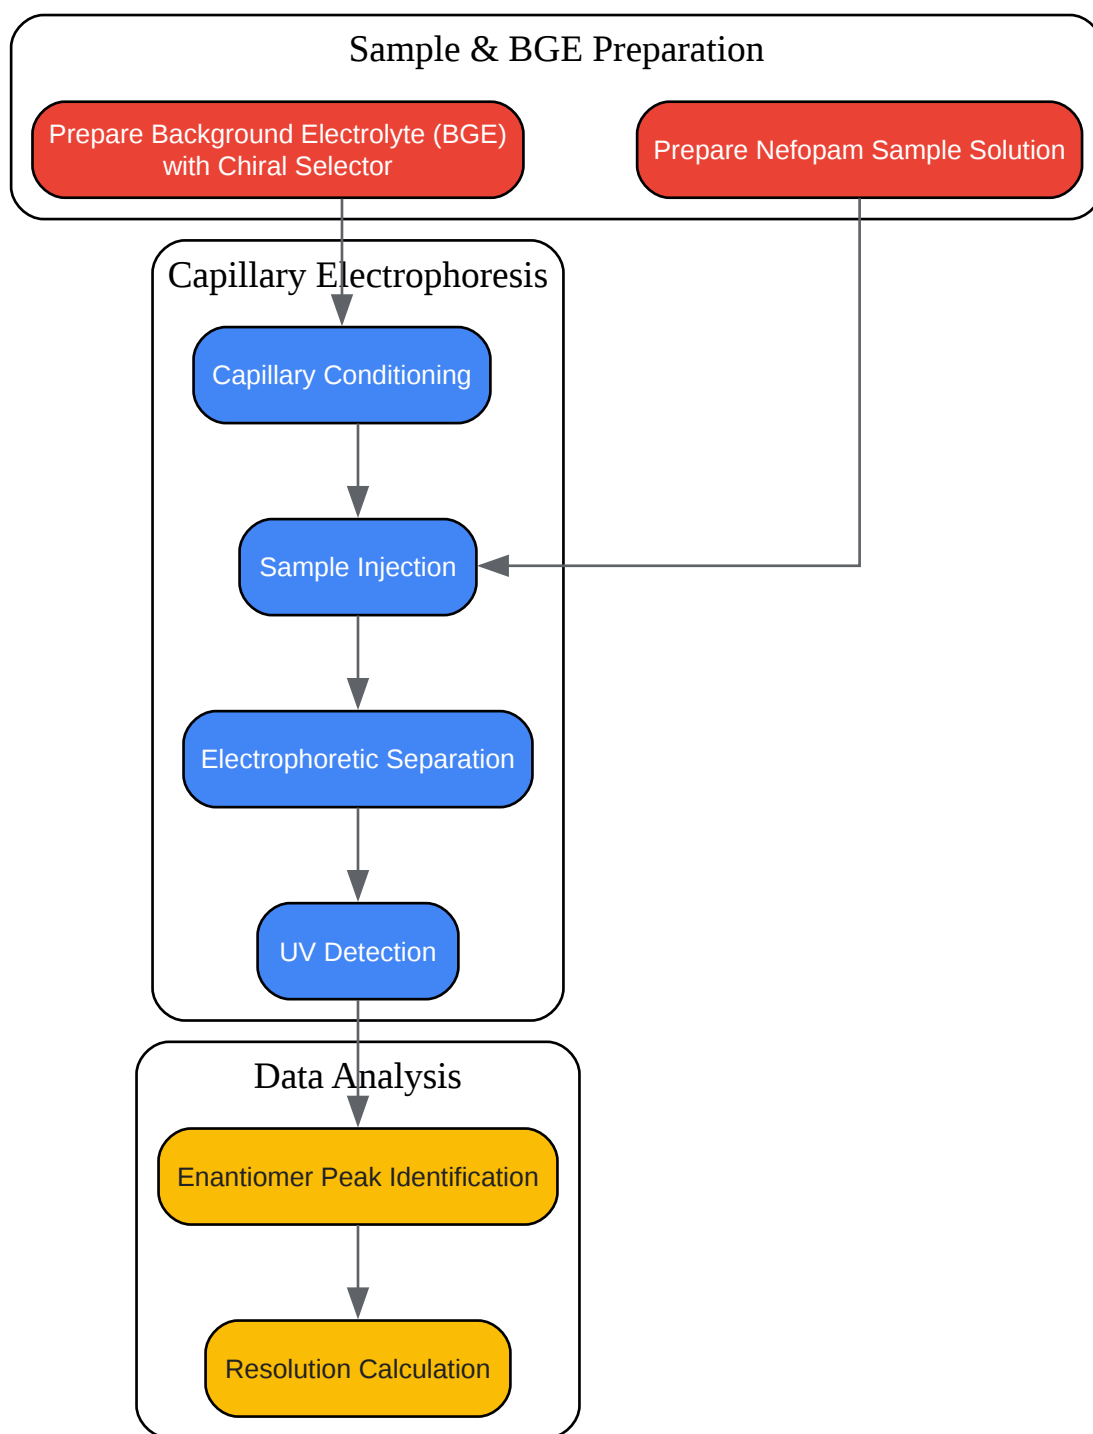 Sample & BGE Preparation
Prepare Background Electrolyte (BGE)
with Chiral Selector
Prepare Nefopam Sample Solution
Capillary Electrophoresis
Capillary Conditioning
Sample Injection
Electrophoretic Separation
UV Detection
Data Analysis
Enantiomer Peak Identification
Resolution Calculation